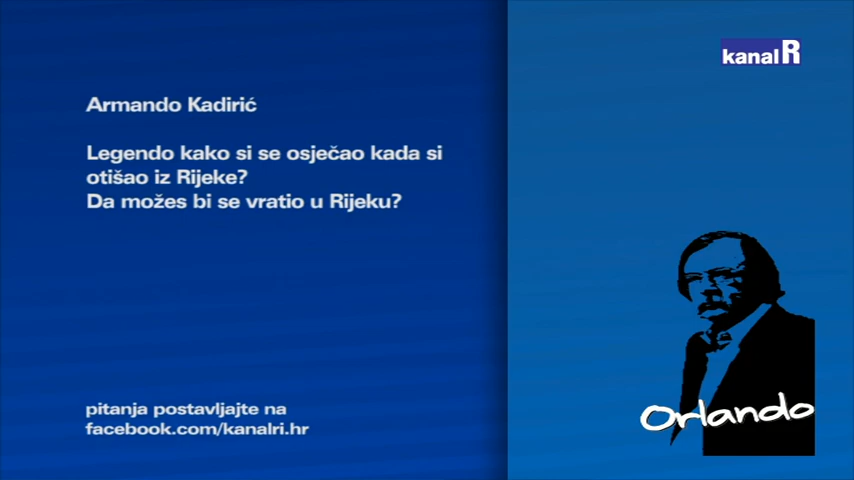 kanalR
Armando Kadirić
Legendo kako si se osječao kada si
otišao iz Rijeke?
Da možes bi se vratio u Rijeku?
pitanja postavljajte na
facebook.com/kanalri.hr
Orlando